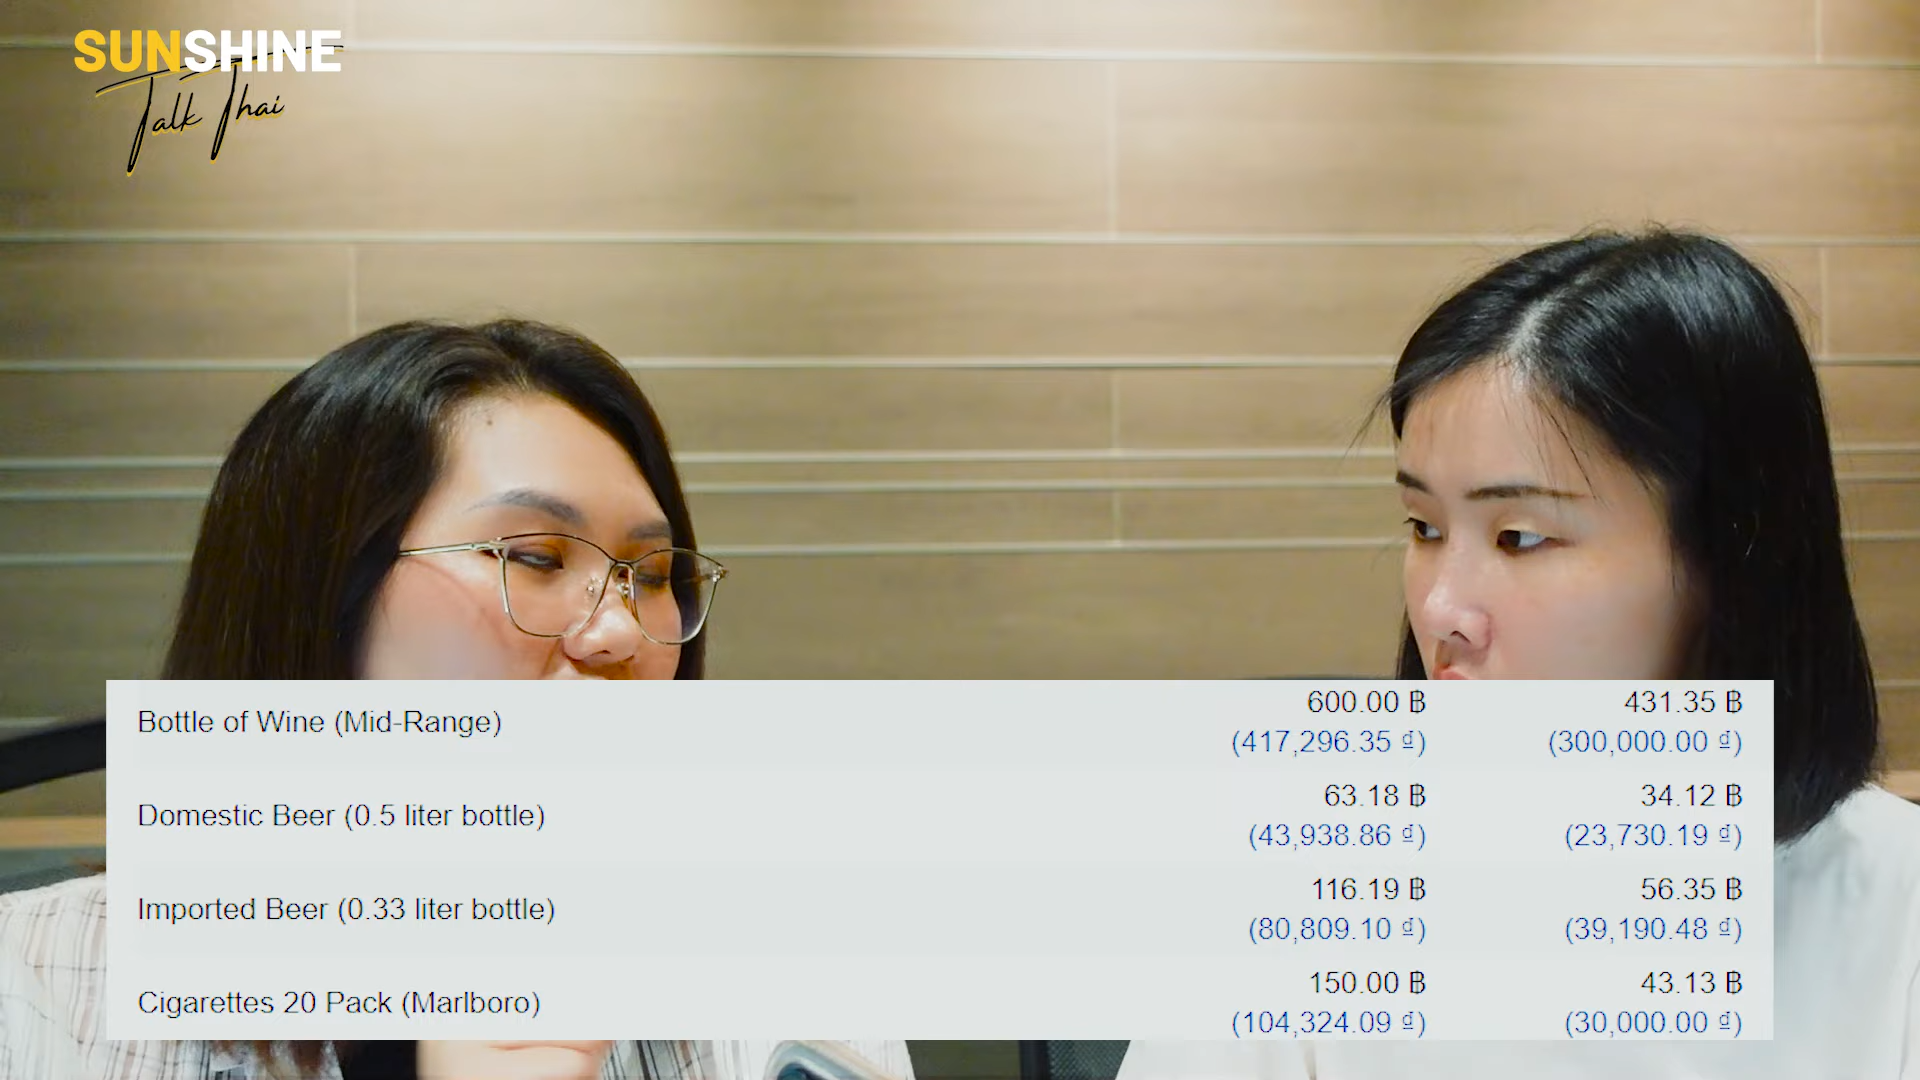 SUNSHINE
Talk Thai
Bottle of Wine (Mid-Range) 600.00 ฿ 431.35 ฿
(417,296.35 ₫) (300,000.00 ₫)
Domestic Beer (0.5 liter bottle) 63.18 ฿ 34.12 ฿
(43,938.86 ₫) (23,730.19 ₫)
Imported Beer (0.33 liter bottle) 116.19 ฿ 56.35 ฿
(80,809.10 ₫) (39,190.48 ₫)
Cigarettes 20 Pack (Marlboro) 150.00 ฿ 43.13 ฿
(104,324.09 ₫) (30,000.00 ₫)